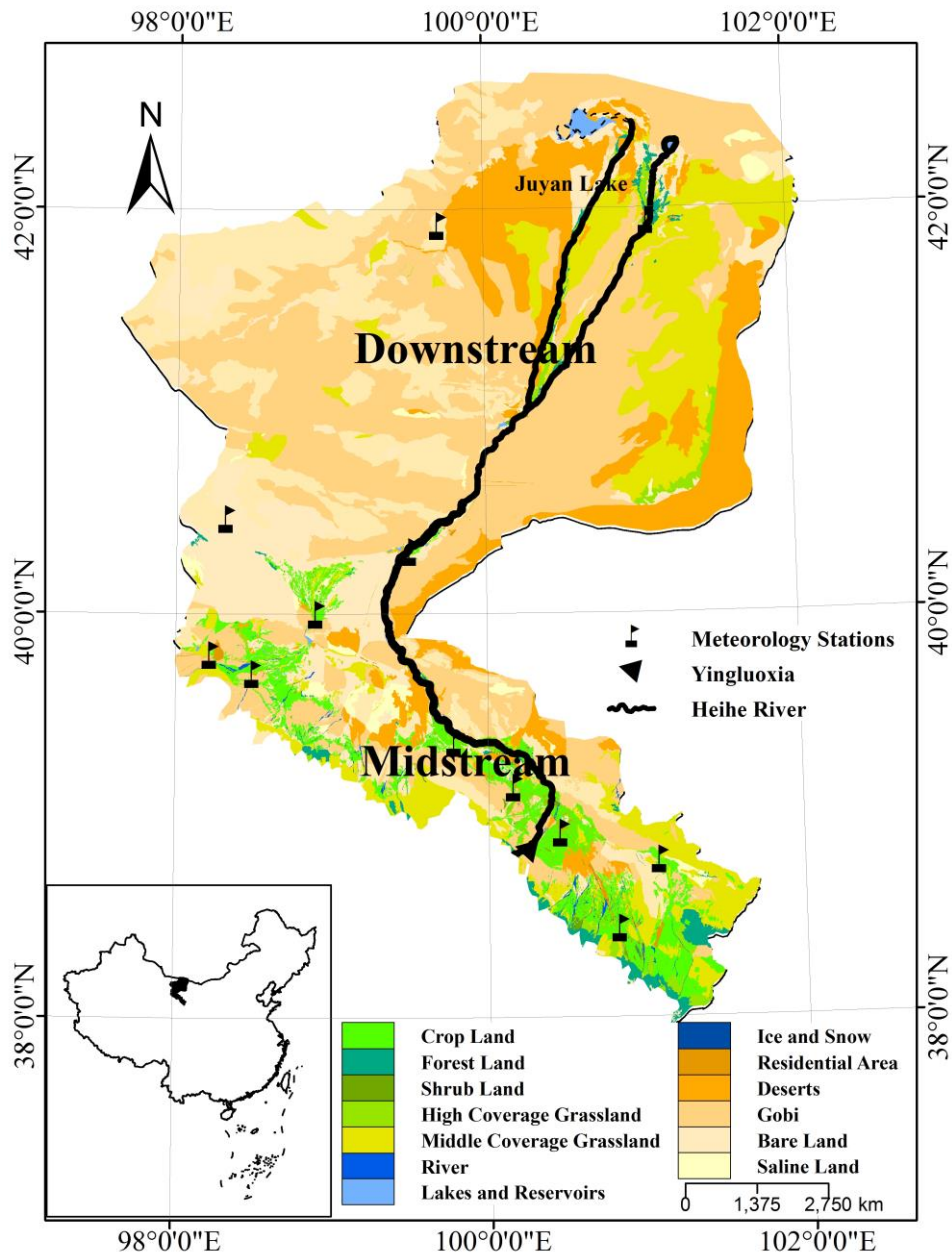 98°0'0"E
100°0'0"E
102°0'0"E
N
42°0'0"N
42°0'0"N
Juyan Lake
Downstream
40°0'0"N
40°0'0"N
Meteorology Stations
Yingluoxia
Heihe River
Midstream
38°0'0"N
38°0'0"N
Crop Land
Forest Land
Shrub Land
High Coverage Grassland
Middle Coverage Grassland
River
Lakes and Reservoirs
Ice and Snow
Residential Area
Deserts
Gobi
Bare Land
Saline Land
0 1,375 2,750 km
98°0'0"E
100°0'0"E
102°0'0"E